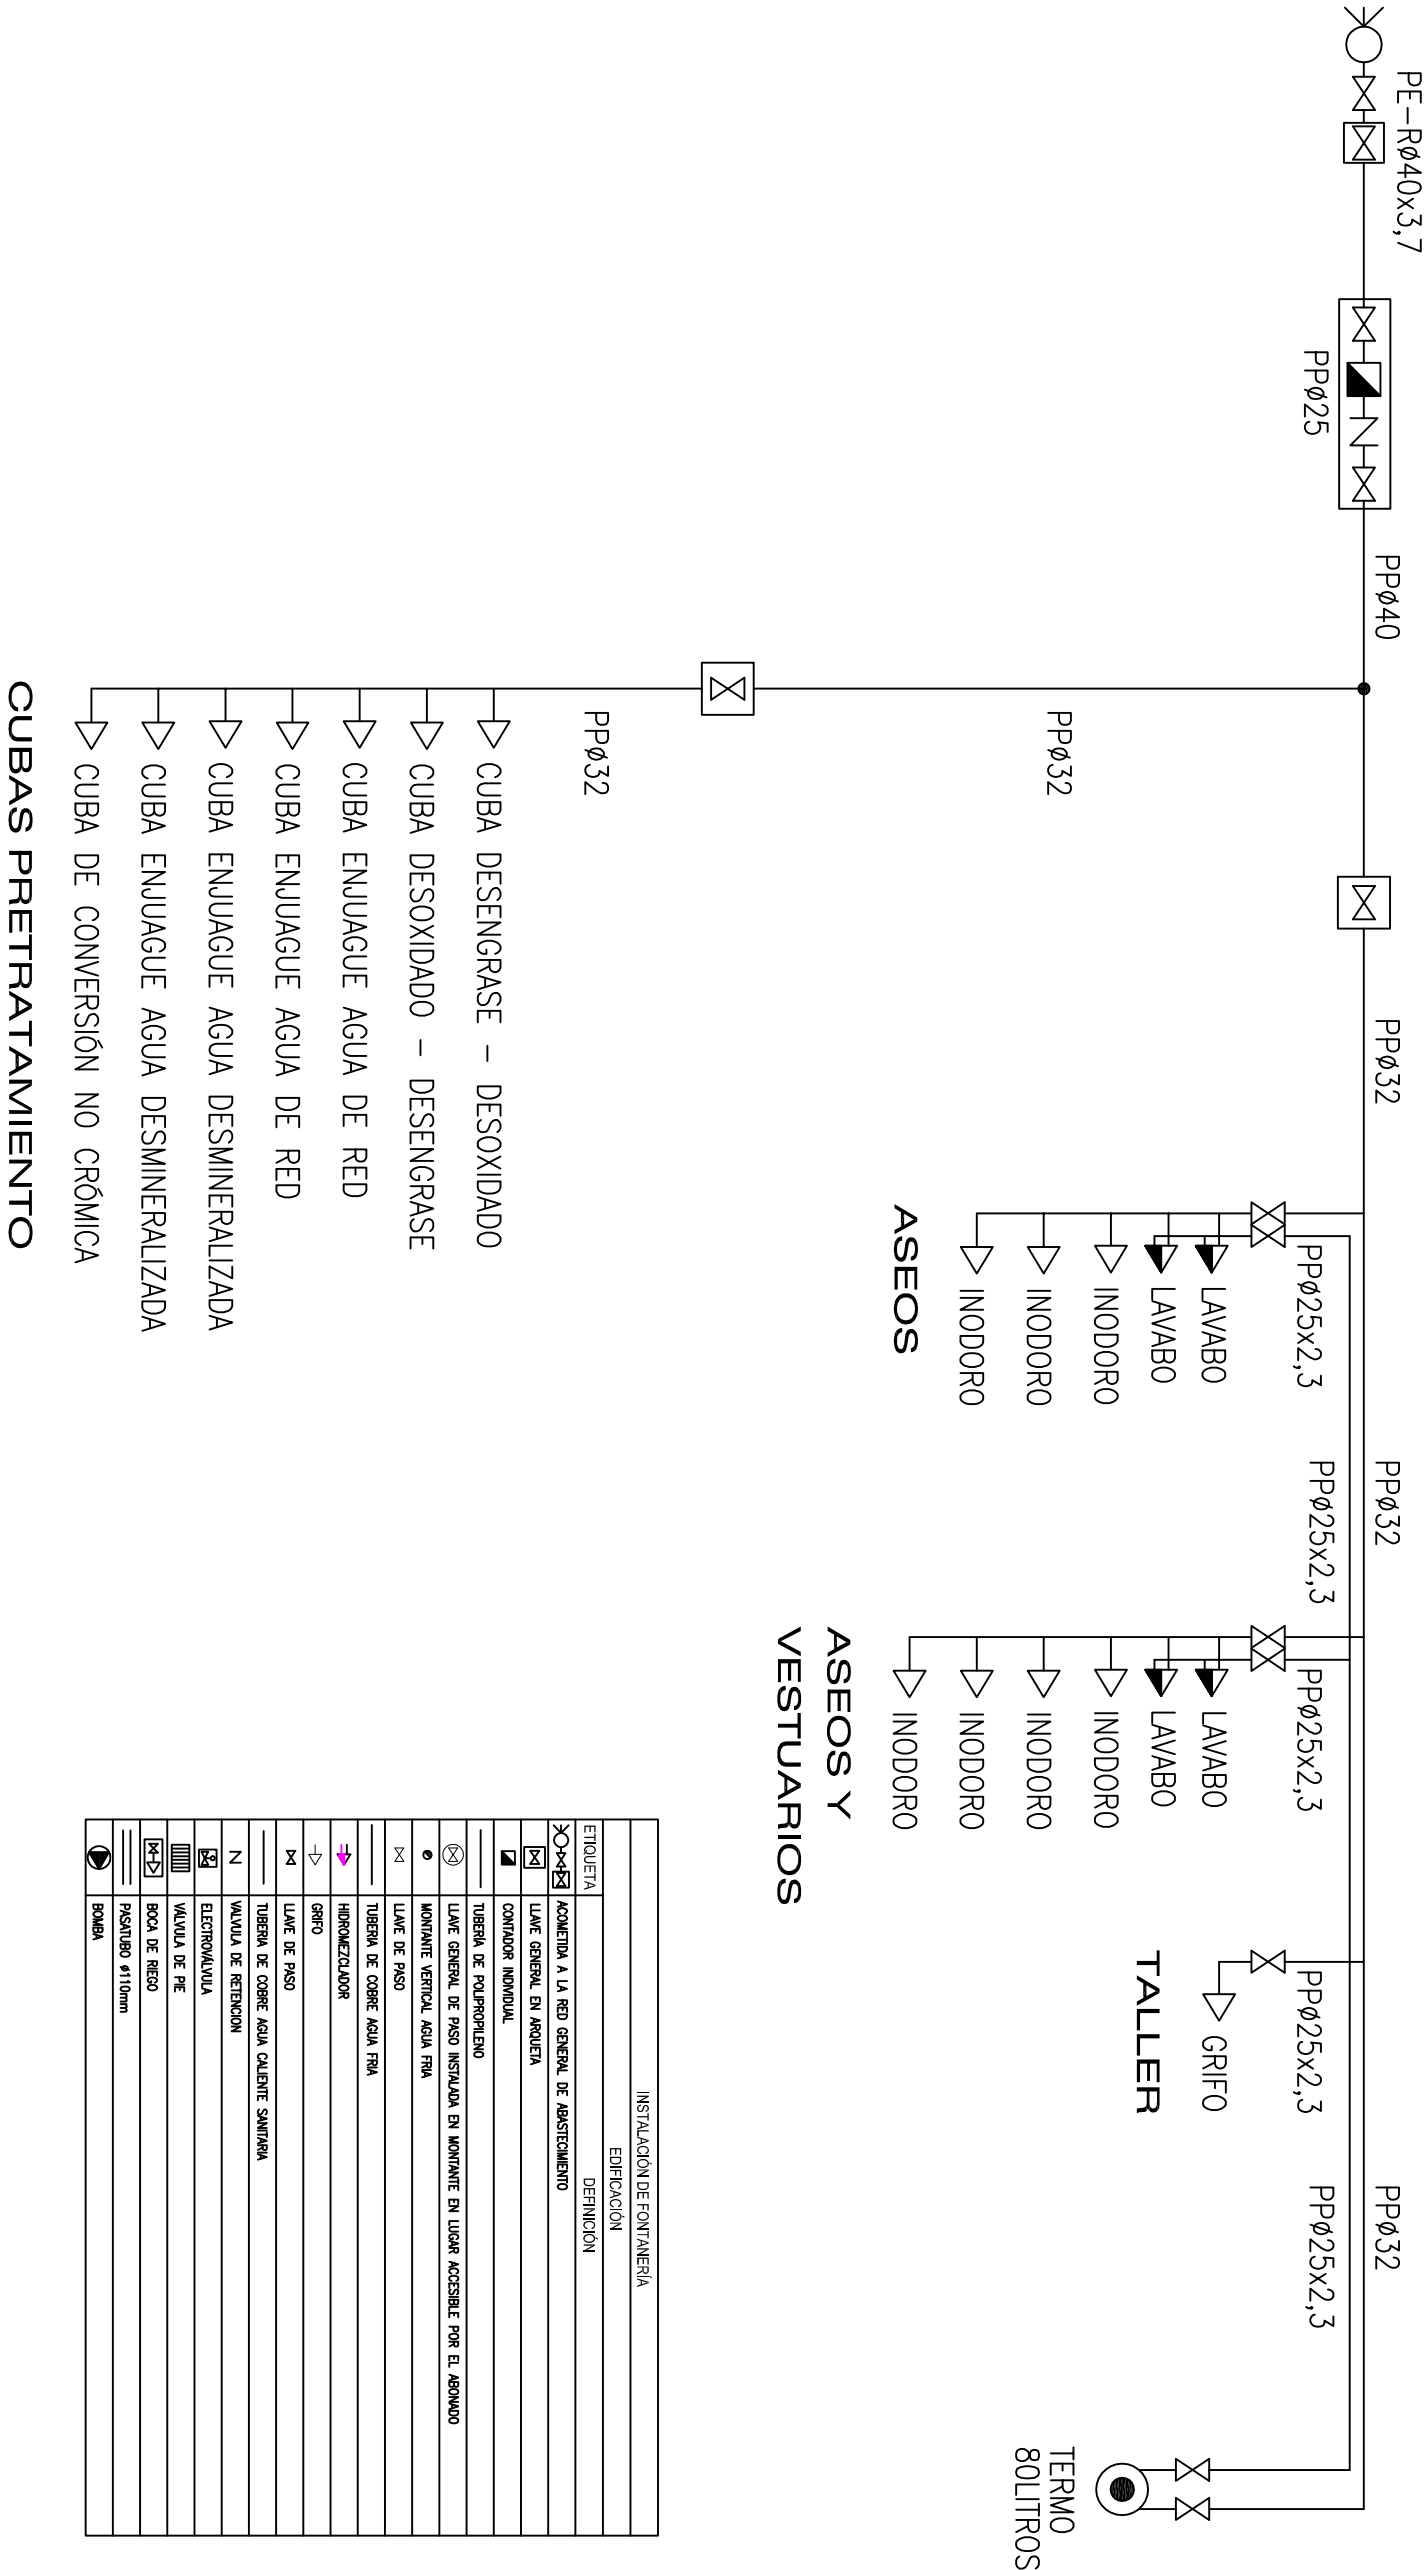 PE-RØ40x3,7
PPØ25
PPØ40
PPØ32
PPØ32
CUBA DESENGRASE - DESOXIDADO
CUBA DESOXIDADO - DESENGRASE
CUBA ENJUAGUE AGUA DE RED
CUBA ENJUAGUE AGUA DE RED
CUBA ENJUAGUE AGUA DESMINERALIZADA
CUBA ENJUAGUE AGUA DESMINERALIZADA
CUBA DE CONVERSIÓN NO CRÓMICA
CUBAS PRETRATAMIENTO
PPØ32
PPØ25x2,3
LAVABO
LAVABO
INODORO
INODORO
INODORO
ASEOS
PPØ32
PPØ25x2,3
PPØ25x2,3
LAVABO
LAVABO
INODORO
INODORO
INODORO
INODORO
ASEOS Y
VESTUARIOS
PPØ25x2,3
GRIFO
TALLER
PPØ32
PPØ25x2,3
TERMO
80LITROS
INSTALACIÓN DE FONTANERÍA
EDIFICACIÓN
ETIQUETA DEFINICIÓN
ACOMETIDA A LA RED GENERAL DE ABASTECIMIENTO
LLAVE GENERAL EN ARQUETA
CONTADOR INDIVIDUAL
TUBERÍA DE POLIPROPILENO
LLAVE GENERAL DE PASO INSTALADA EN MONTANTE EN LUGAR ACCESIBLE POR EL ABONADO
MONTANTE VERTICAL AGUA FRIA
LLAVE DE PASO
TUBERIA DE COBRE AGUA FRIA
HIDROMEZCLADOR
GRIFO
LLAVE DE PASO
TUBERIA DE COBRE AGUA CALIENTE SANITARIA
VALVULA DE RETENCION
ELECTROVÁLVULA
VÁLVULA DE PIE
BOCA DE RIEGO
PASATUBO Ø110mm
BOMBA